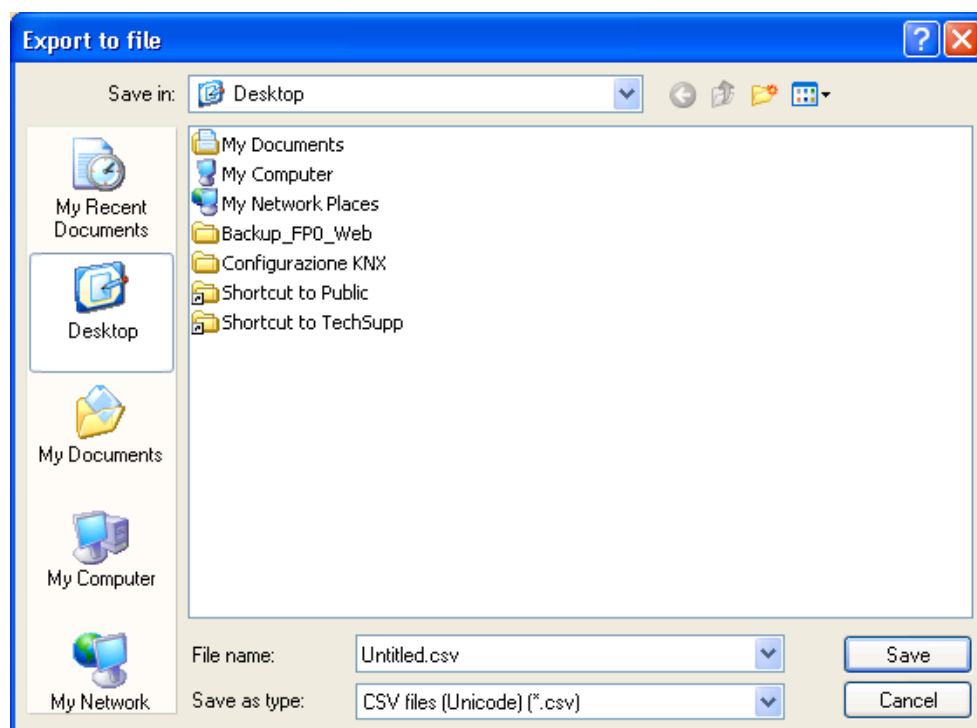 Export to file
Save in:
Desktop
My Recent
Documents
Desktop
My Documents
My Computer
My Network
My Documents
My Computer
My Network Places
Backup_FP0_Web
Configurazione KNX
Shortcut to Public
Shortcut to TechSupp
File name:
Untitled.csv
Save
Save as type:
CSV files (Unicode) (*.csv)
Cancel